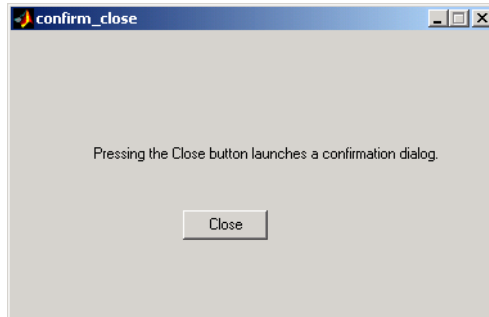 confirm_close
Pressing the Close button launches a confirmation dialog.
Close